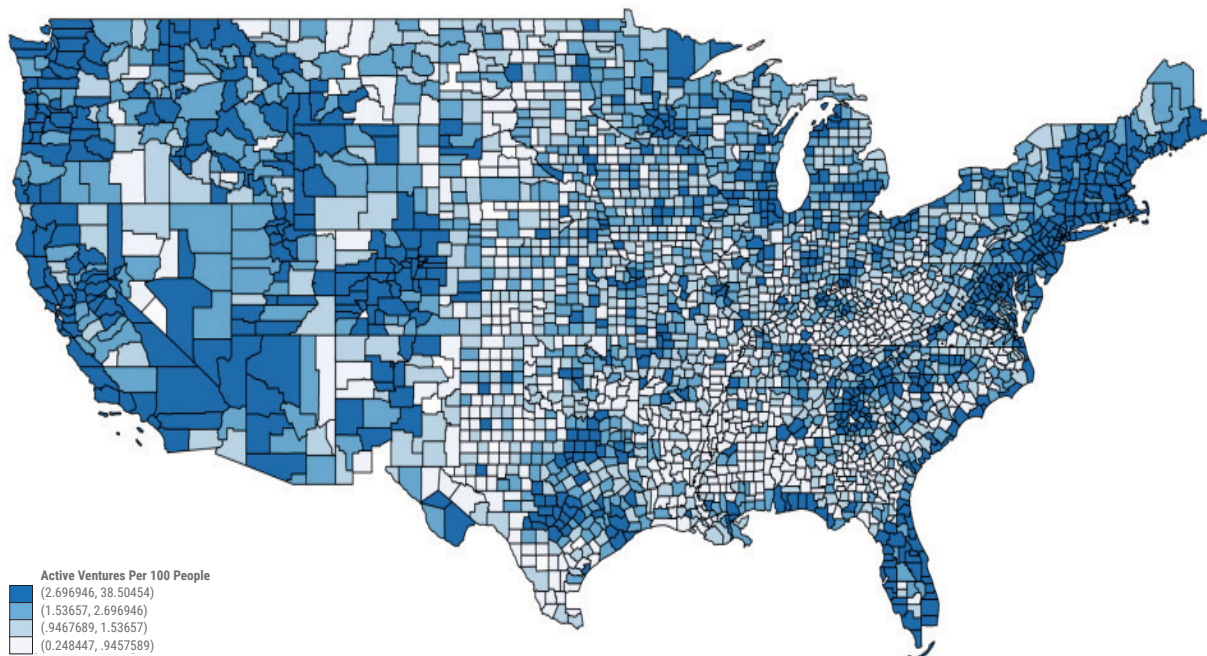 Active Ventures Per 100 People
(2.696946, 38.50454)
(1.53657, 2.696946)
(.9467689, 1.53657)
(0.248447, .9457589)